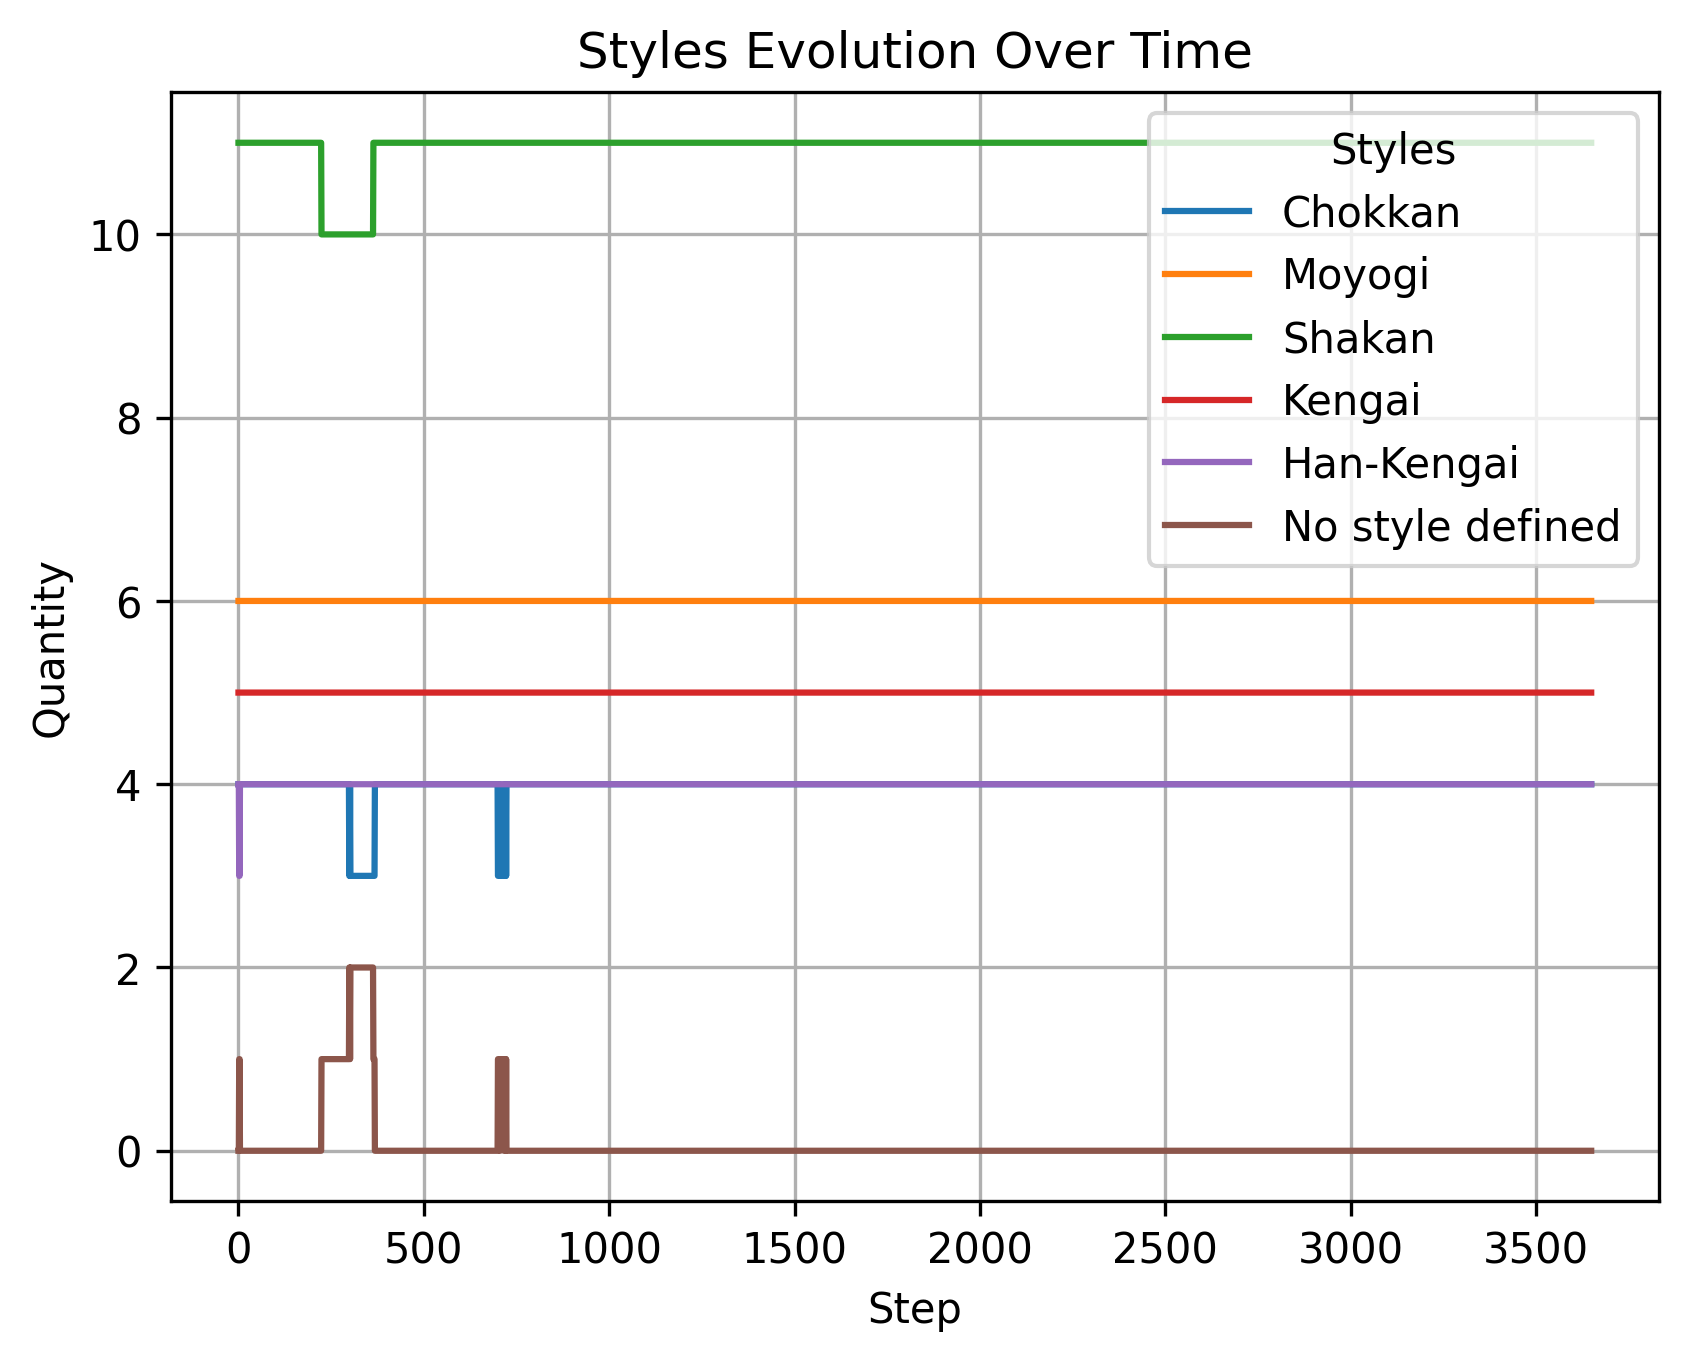 Styles Evolution Over Time
Styles
Chokkan
Moyogi
Shakan
Kengai
Han-Kengai
No style defined
Quantity
10
8
6
4
2
0
0 500 1000 1500 2000 2500 3000 3500
Step